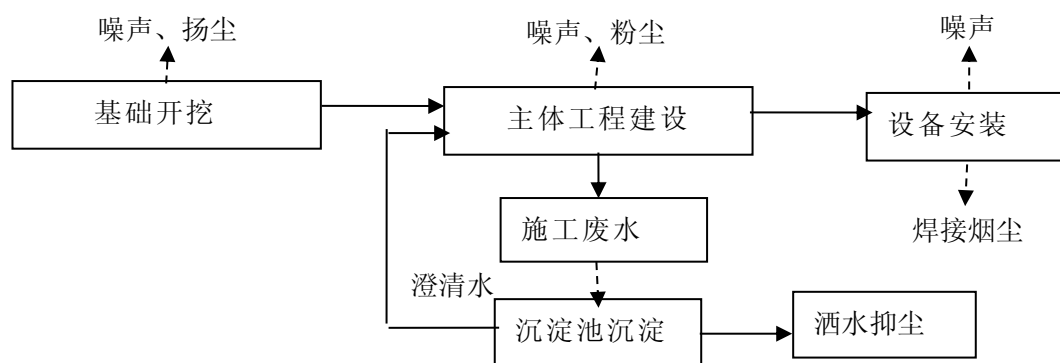 噪声、扬尘
噪声、粉尘
噪声
基础开挖
主体工程建设
设备安装
施工废水
焊接烟尘
澄清水
沉淀池沉淀
洒水抑尘